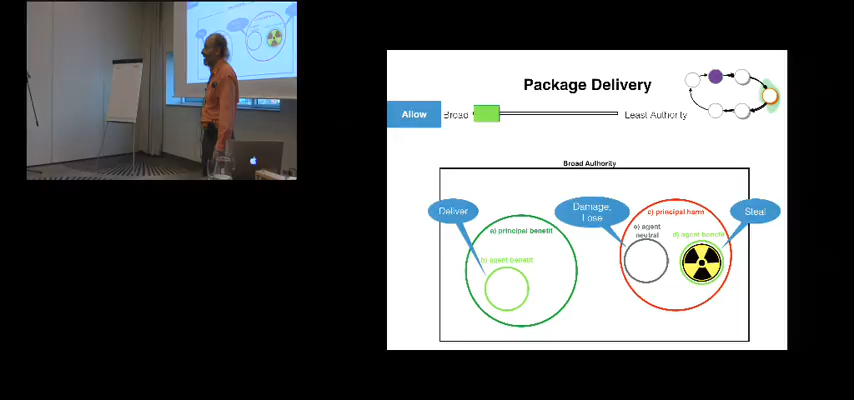 Package Delivery
Allow
Broad
Least Authority
Broad Authority
Deliver
Damage,
Lose
Steal
a) principal benefit
b) agent benefit
c) principal harm
e) agent
neutral
d) agent benefit